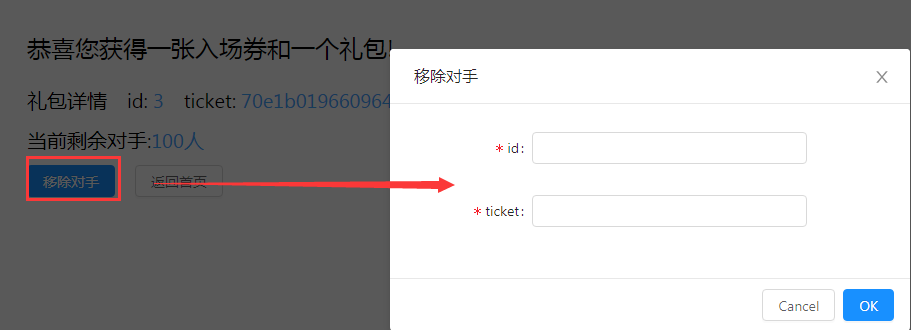 恭喜您获得一张入场券和一个礼包!
礼包详情 id: 3 ticket: 70e1b019660964
当前剩余对手:100人
移除对手 返回首页
移除对手
* id:
* ticket:
Cancel OK